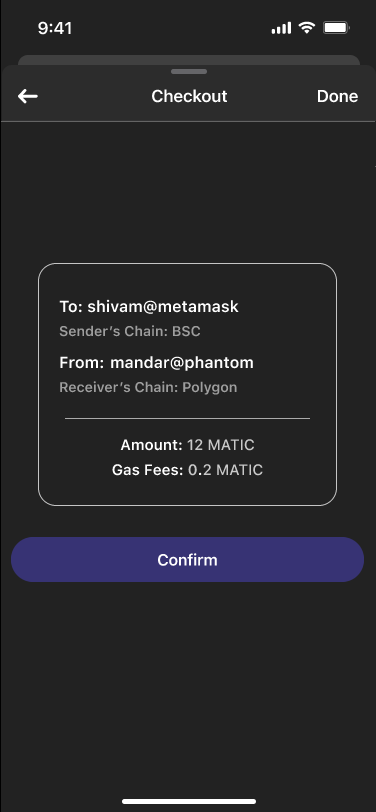 9:41
Checkout
Done
To: shivam@metamask
Sender's Chain: BSC
From: mandar@phantom
Receiver's Chain: Polygon
Amount: 12 MATIC
Gas Fees: 0.2 MATIC
Confirm